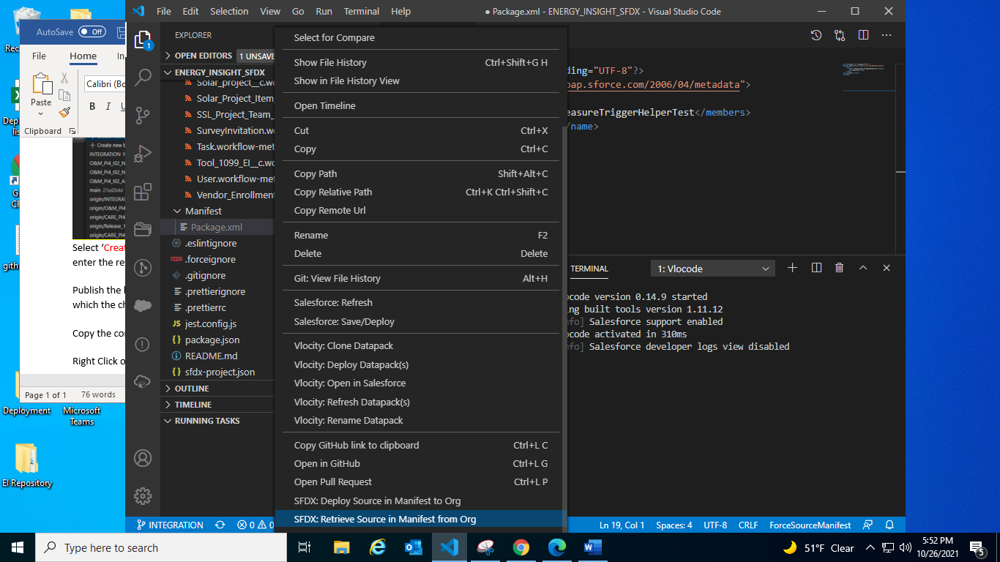 File Edit Selection View Go Run Terminal Help
● Package.xml - ENERGY_INSIGHT_SFDX - Visual Studio Code
AutoSave Off
File Home In
Paste
Calibri (Bo
B I U
Clipboard
Create new b
INTEGRATION
O&M_PI4_I02_N
O&M_PI4_I02_N
O&M_PI4_I02_A
main 27ed2b4d
origin/INTEGRA
origin/O&M_PI4
origin/CARE_PI4
origin/Release_1
origin/CARE_PI4
Select ‘Creat
enter the re
Publish the l
which the ch
Copy the co
Right Click o
Page 1 of 1 76 words
Rec
Dep
lis
G
Ch
gith
Deployment
Microsoft Teams
EI Repository
1
EXPLORER
OPEN EDITORS 1 UNSAVE
ENERGY_INSIGHT_SFDX
Solar_project__c.wo
Solar_Project_Item
SSL_Project_Team_
SurveyInvitation.wo
Task.workflow-met
Tool_1099_EI__c.wo
User.workflow-met
Vendor_Enrollment
Manifest
Package.xml
.eslintignore
.forceignore
.gitignore
.prettierignore
.prettierrc
JS jest.config.js
{} package.json
README.md
{} sfdx-project.json
OUTLINE
TIMELINE
RUNNING TASKS
Select for Compare
Show File History Ctrl+Shift+G H
Show in File History View
Open Timeline
Cut Ctrl+X
Copy Ctrl+C
Copy Path Shift+Alt+C
Copy Relative Path Ctrl+K Ctrl+Shift+C
Copy Remote Url
Rename F2
Delete Delete
Git: View File History Alt+H
Salesforce: Refresh
Salesforce: Save/Deploy
Vlocity: Clone Datapack
Vlocity: Deploy Datapack(s)
Vlocity: Open in Salesforce
Vlocity: Refresh Datapack(s)
Vlocity: Rename Datapack
Copy GitHub link to clipboard Ctrl+L C
Open in GitHub Ctrl+L G
Open Pull Request Ctrl+L P
SFDX: Deploy Source in Manifest to Org
SFDX: Retrieve Source in Manifest from Org
ding="UTF-8"?>
oap.sforce.com/2006/04/metadata">
easureTriggerHelperTest</members>
/name>
TERMINAL 1: Vlocode
ocode version 0.14.9 started
ng built tools version 1.11.12
nfo] Salesforce support enabled
ocode activated in 310ms
nfo] Salesforce developer logs view disabled
INTEGRATION 0 0 Ln 19, Col 1 Spaces: 4 UTF-8 CRLF ForceSourceManifest
Type here to search
51°F Clear
5:52 PM
10/26/2021
5